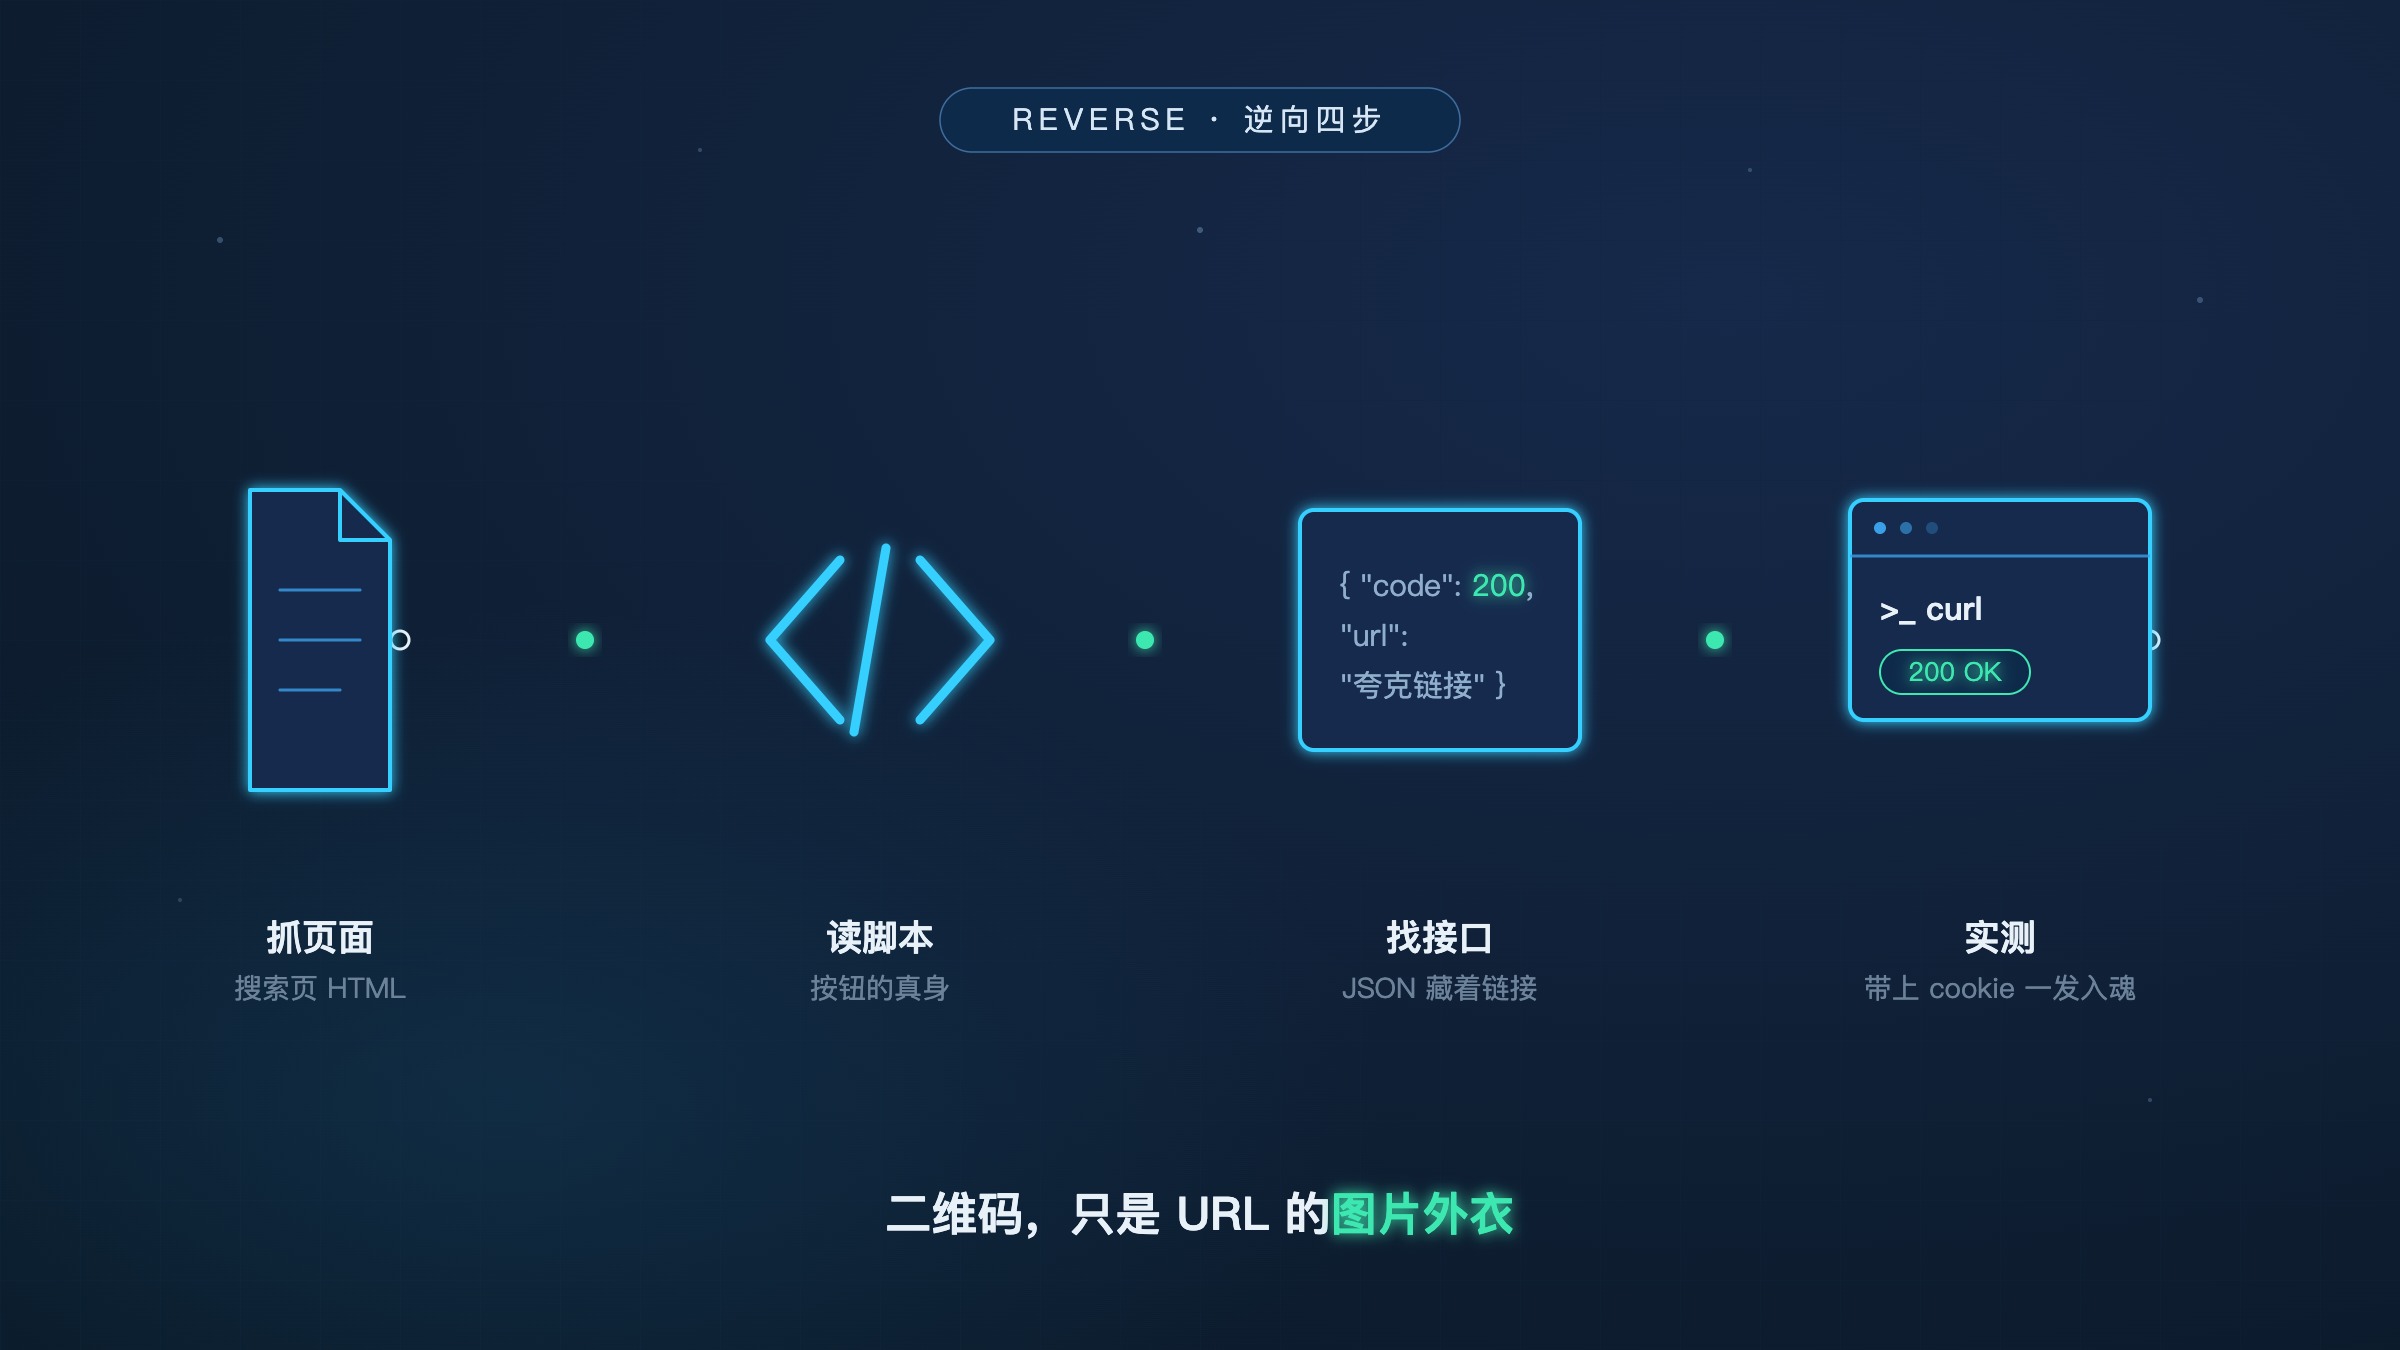 REVERSE · 逆向四步
{ "code": 200,
"url":
"夸克链接" }
>_ curl
200 OK
抓页面
搜索页 HTML
读脚本
按钮的真身
找接口
JSON 藏着链接
实测
带上 cookie 一发入魂
二维码，只是 URL 的图片外衣